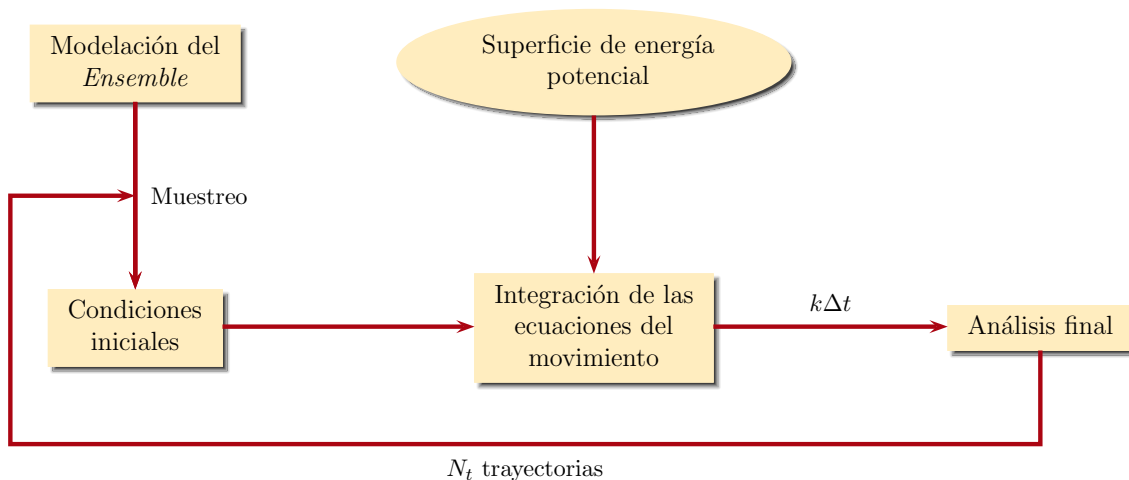 Modelación del
Ensemble
Superficie de energía
potencial
Muestreo
Condiciones
iniciales
Integración de las
ecuaciones del
movimiento
kΔt
Análisis final
N_t trayectorias